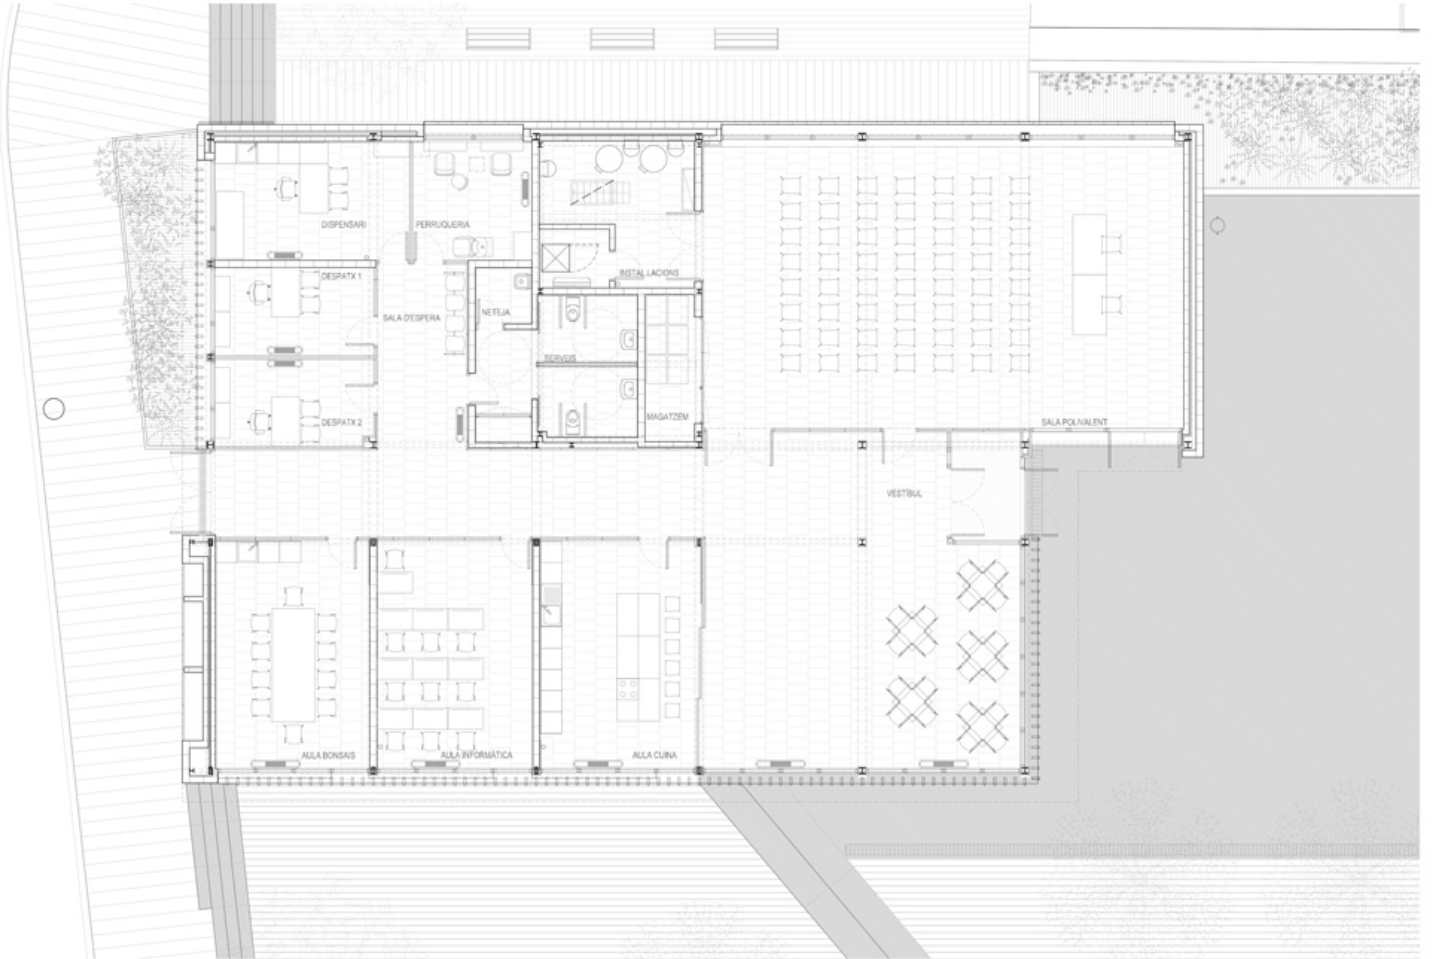 DISPENSARI
PERRUQUERIA
INSTAL.LACIONS
DESPATX 1
SALA D'ESPERA
NETEJA
SERVEIS
MAGATZEM
DESPATX 2
SALA POLIVALENT
VESTÍBUL
AULA BONSAIS
AULA INFORMÀTICA
AULA CUINA